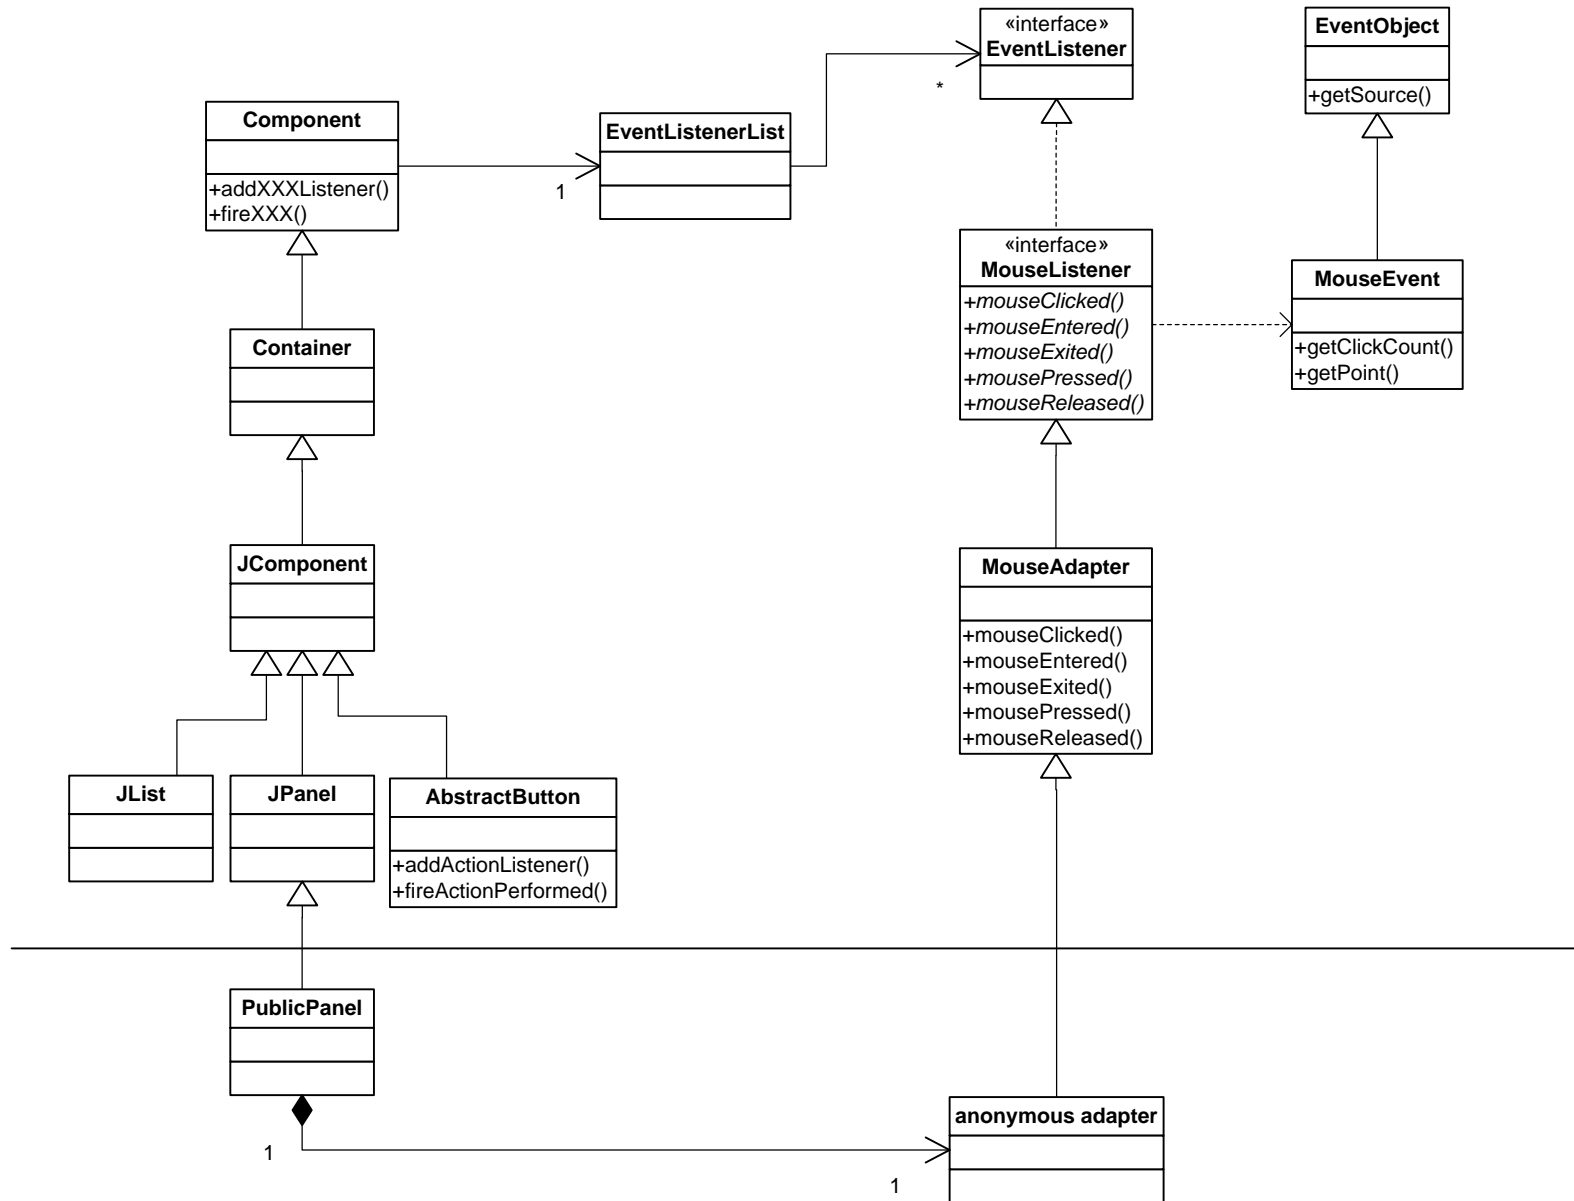 «interface»
EventListener
EventObject
+getSource()
*
Component
+addXXXListener()
+fireXXX()
EventListenerList
1
«interface»
MouseListener
+mouseClicked()
+mouseEntered()
+mouseExited()
+mousePressed()
+mouseReleased()
MouseEvent
+getClickCount()
+getPoint()
Container
JComponent
MouseAdapter
+mouseClicked()
+mouseEntered()
+mouseExited()
+mousePressed()
+mouseReleased()
JList
JPanel
AbstractButton
+addActionListener()
+fireActionPerformed()
PublicPanel
anonymous adapter
1
1